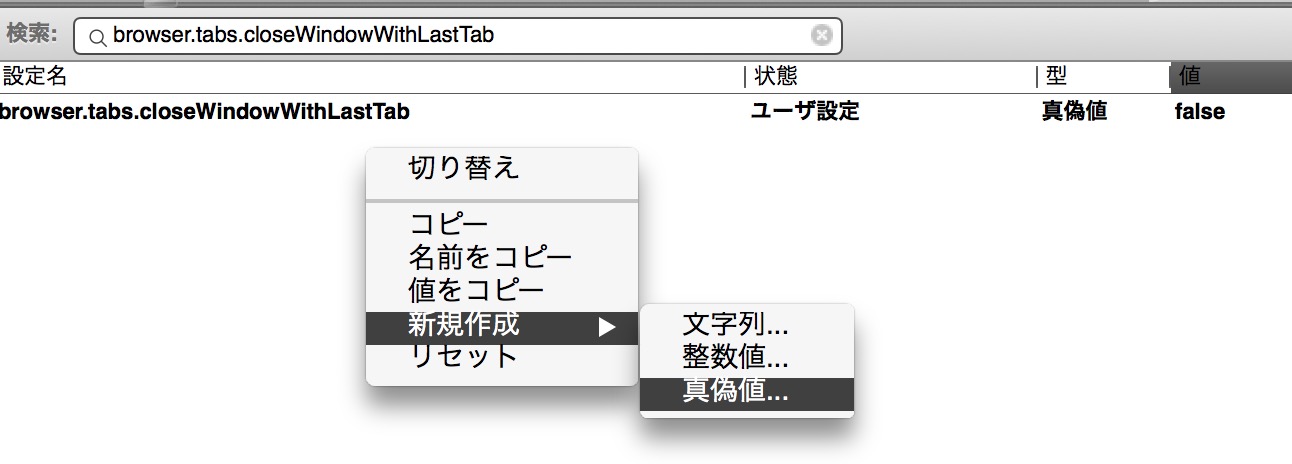 検索: browser.tabs.closeWindowWithLastTab
設定名 状態 型 値
browser.tabs.closeWindowWithLastTab ユーザ設定 真偽値 false
切り替え
コピー
名前をコピー
値をコピー
新規作成
リセット
文字列...
整数値...
真偽値...